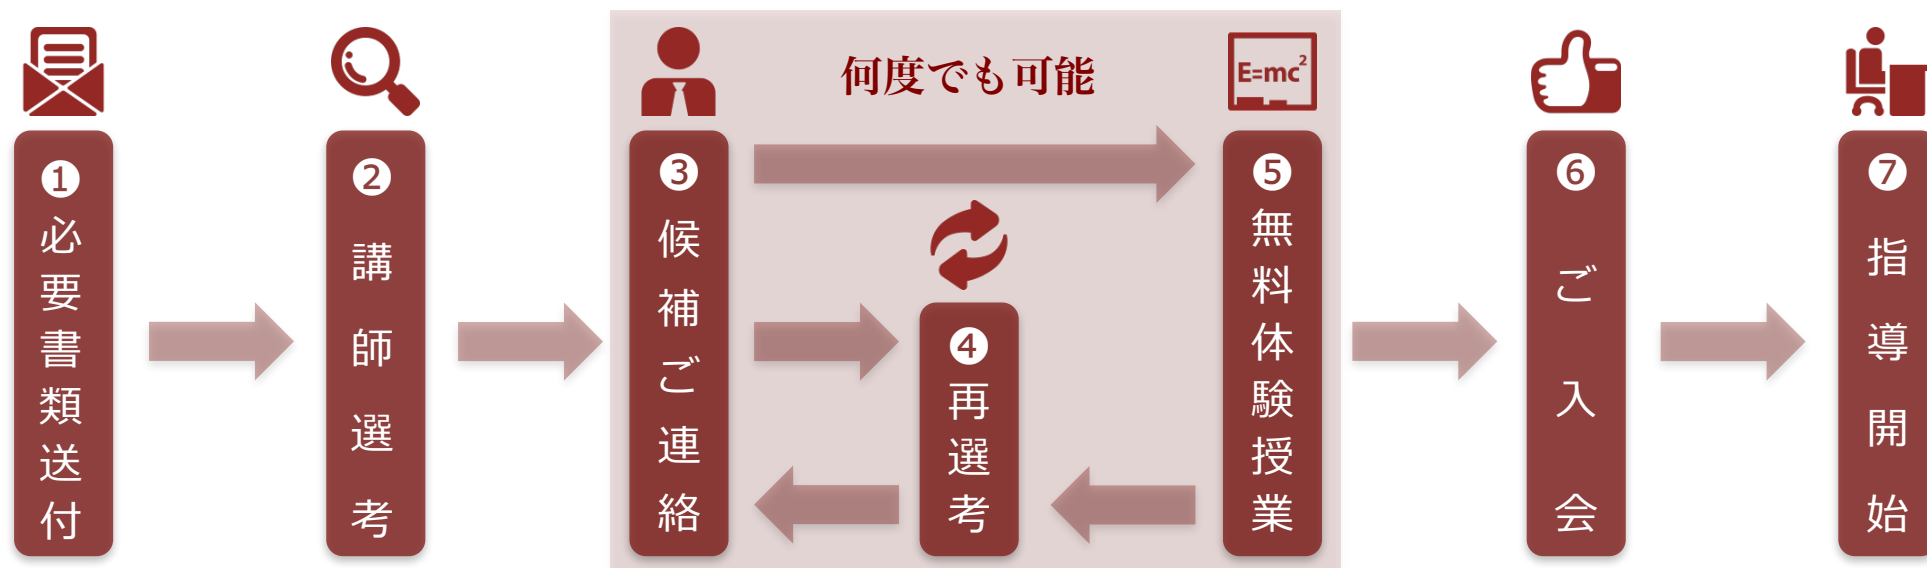 ❶必要書類送付
❷講師選考
何度でも可能
❸候補ご連絡
❹再選考
E=mc²
❺無料体験授業
❻ご入会
❼指導開始